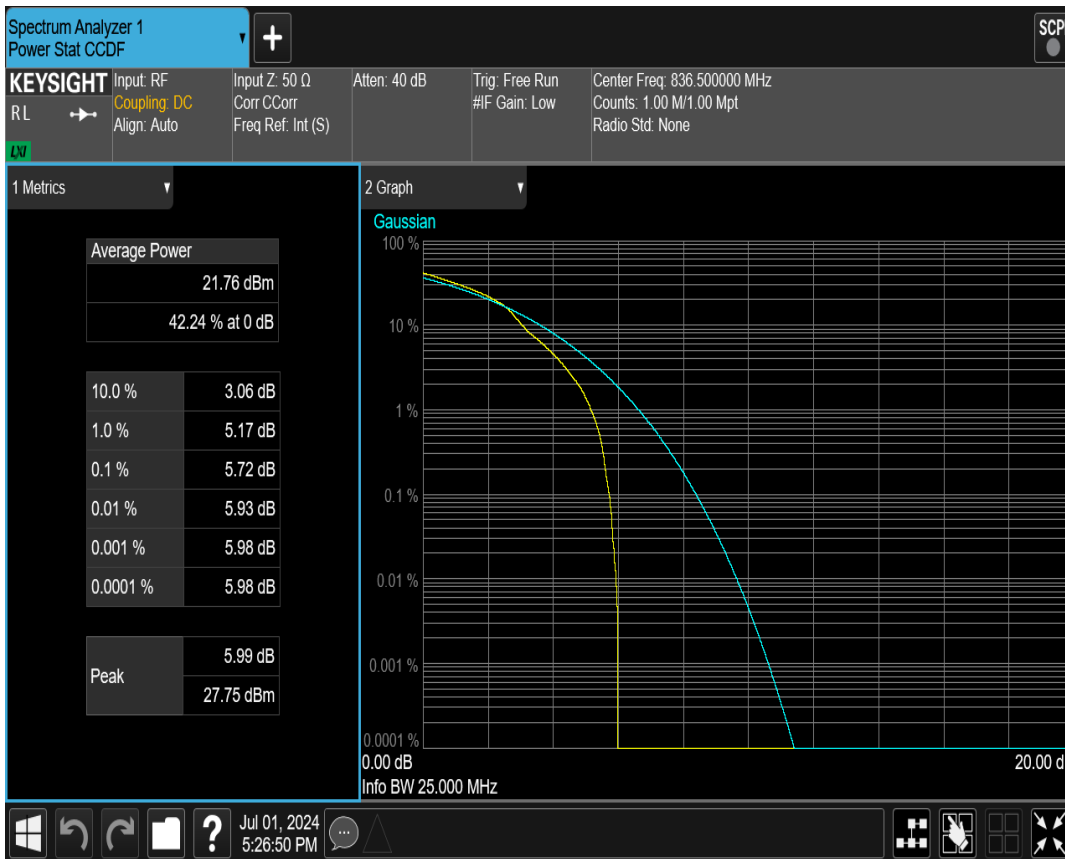 Spectrum Analyzer 1
Power Stat CCDF
+
SCP
KEYSIGHT
RL
LXI
Input: RF
Coupling: DC
Align: Auto
Input Z: 50 Ω
Corr CCorr
Freq Ref: Int (S)
Atten: 40 dB
Trig: Free Run
#IF Gain: Low
Center Freq: 836.500000 MHz
Counts: 1.00 M/1.00 Mpt
Radio Std: None
1 Metrics
Average Power
21.76 dBm
42.24 % at 0 dB
10.0 % 3.06 dB
1.0 % 5.17 dB
0.1 % 5.72 dB
0.01 % 5.93 dB
0.001 % 5.98 dB
0.0001 % 5.98 dB
Peak
5.99 dB
27.75 dBm
2 Graph
Gaussian
100 %
10 %
1 %
0.1 %
0.01 %
0.001 %
0.0001 %
0.00 dB 20.00 d
Info BW 25.000 MHz
?
Jul 01, 2024
5:26:50 PM